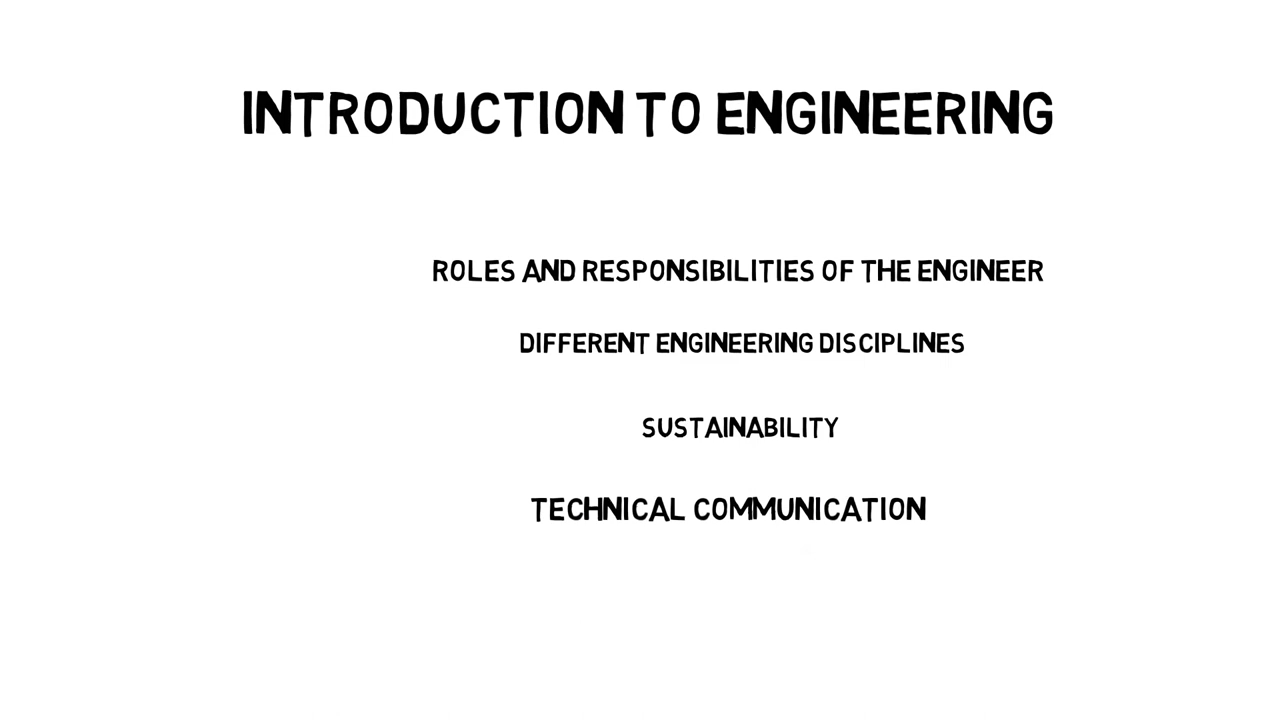 INTRODUCTION TO ENGINEERING
ROLES AND RESPONSIBILITIES OF THE ENGINEER
DIFFERENT ENGINEERING DISCIPLINES
SUSTAINABILITY
TECHNICAL COMMUNICATION